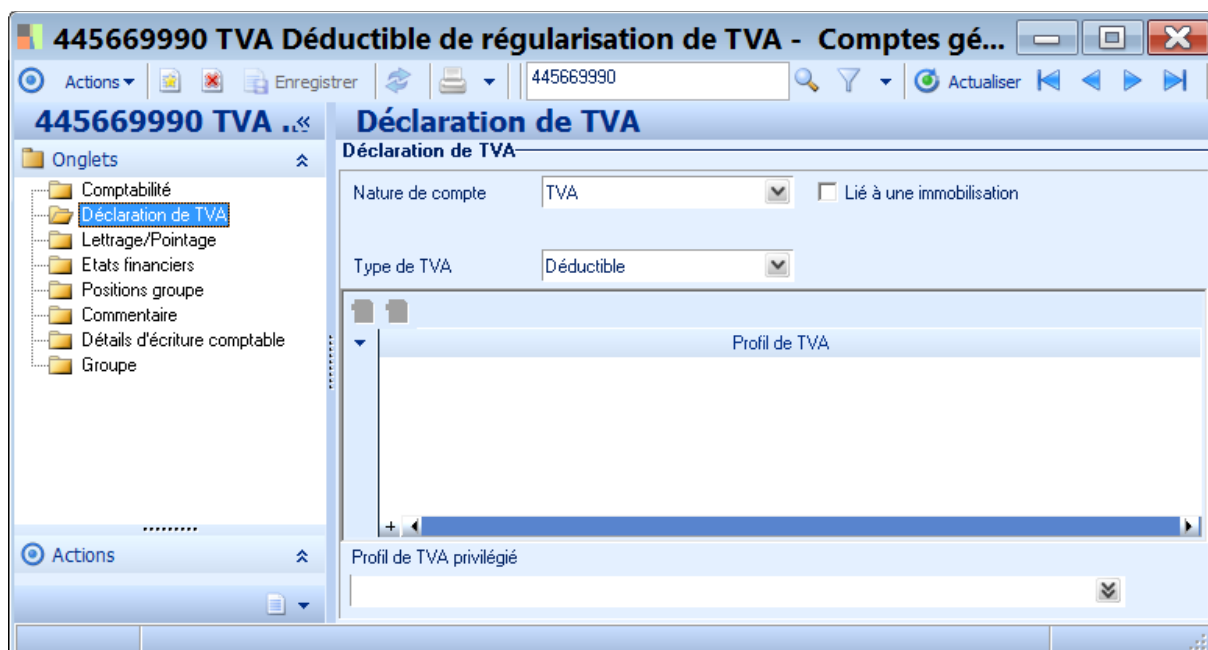 445669990 TVA Déductible de régularisation de TVA - Comptes gé...
Actions Enregistrer 445669990 Actualiser
445669990 TVA ..«
Onglets
Comptabilité
Déclaration de TVA
Lettrage/Pointage
Etats financiers
Positions groupe
Commentaire
Détails d'écriture comptable
Groupe
Actions
Déclaration de TVA
Déclaration de TVA
Nature de compte TVA Lié à une immobilisation
Type de TVA Déductible
Profil de TVA
+
Profil de TVA privilégié